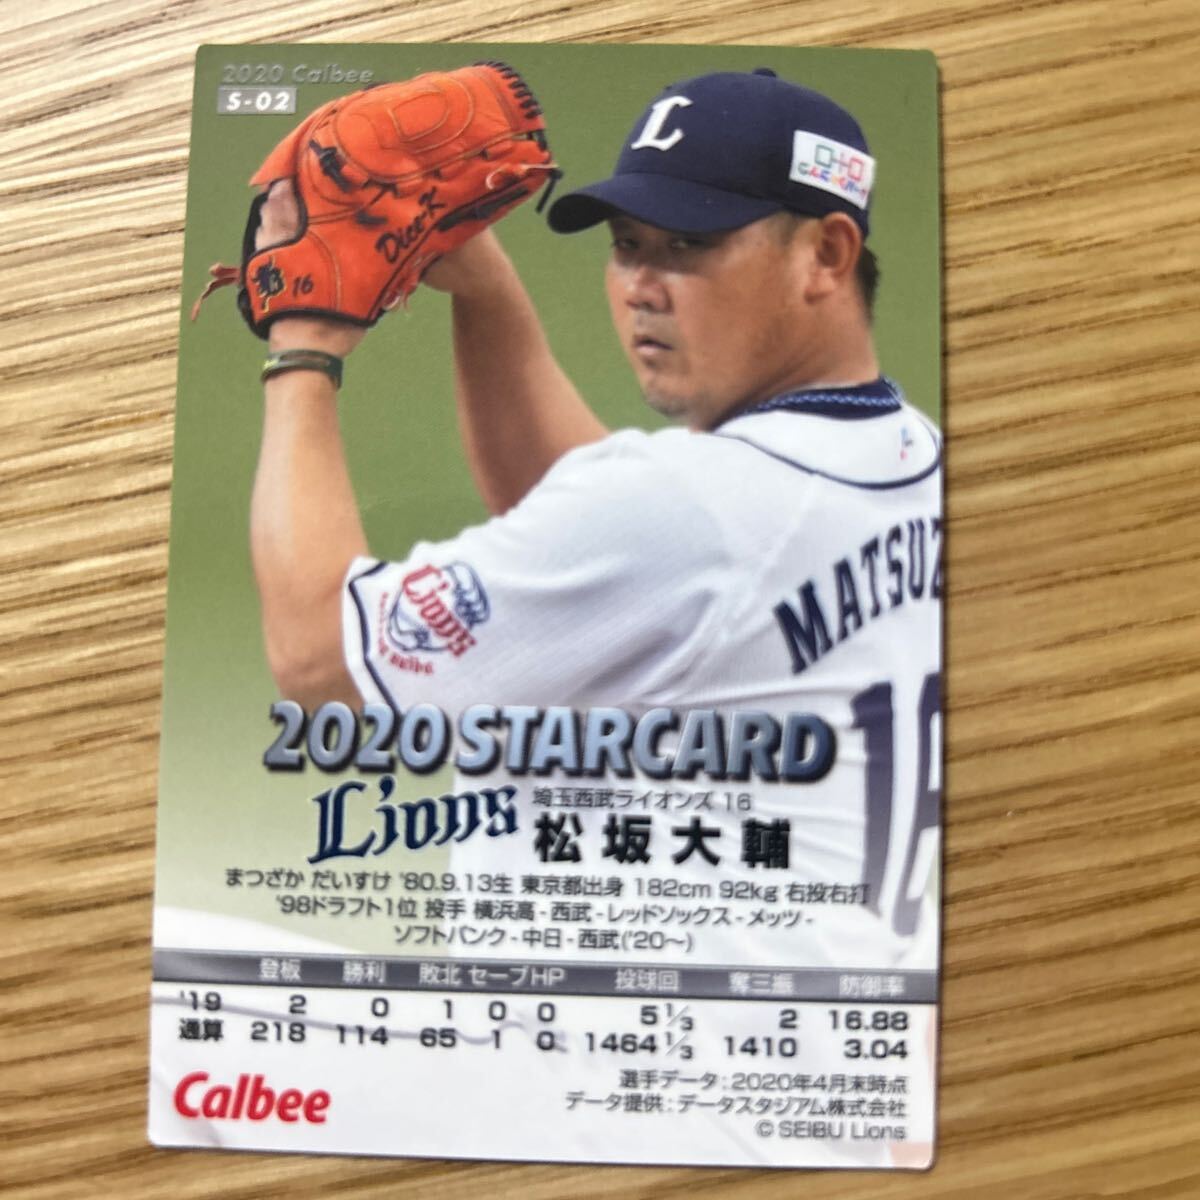 2020 Calbee
S-02
L
Dice-K
16
Lions
MATSUZ
2020 STARCARD
Lions
埼玉西武ライオンズ 16
松坂大輔
まつざか だいすけ '80.9.13生 東京都出身 182cm 92kg 右投右打
'98ドラフト1位 投手 横浜高-西武-レッドソックス-メッツ-
ソフトバンク-中日-西武('20〜)
登板 勝利 敗北 セーブ HP 投球回 奪三振 防御率
'19 2 0 1 0 0 5 1/3 2 16.88
通算 218 114 65 1 0 1464 1/3 1410 3.04
選手データ:2020年4月末時点
Calbee
データ提供:データスタジアム株式会社
© SEIBU Lions